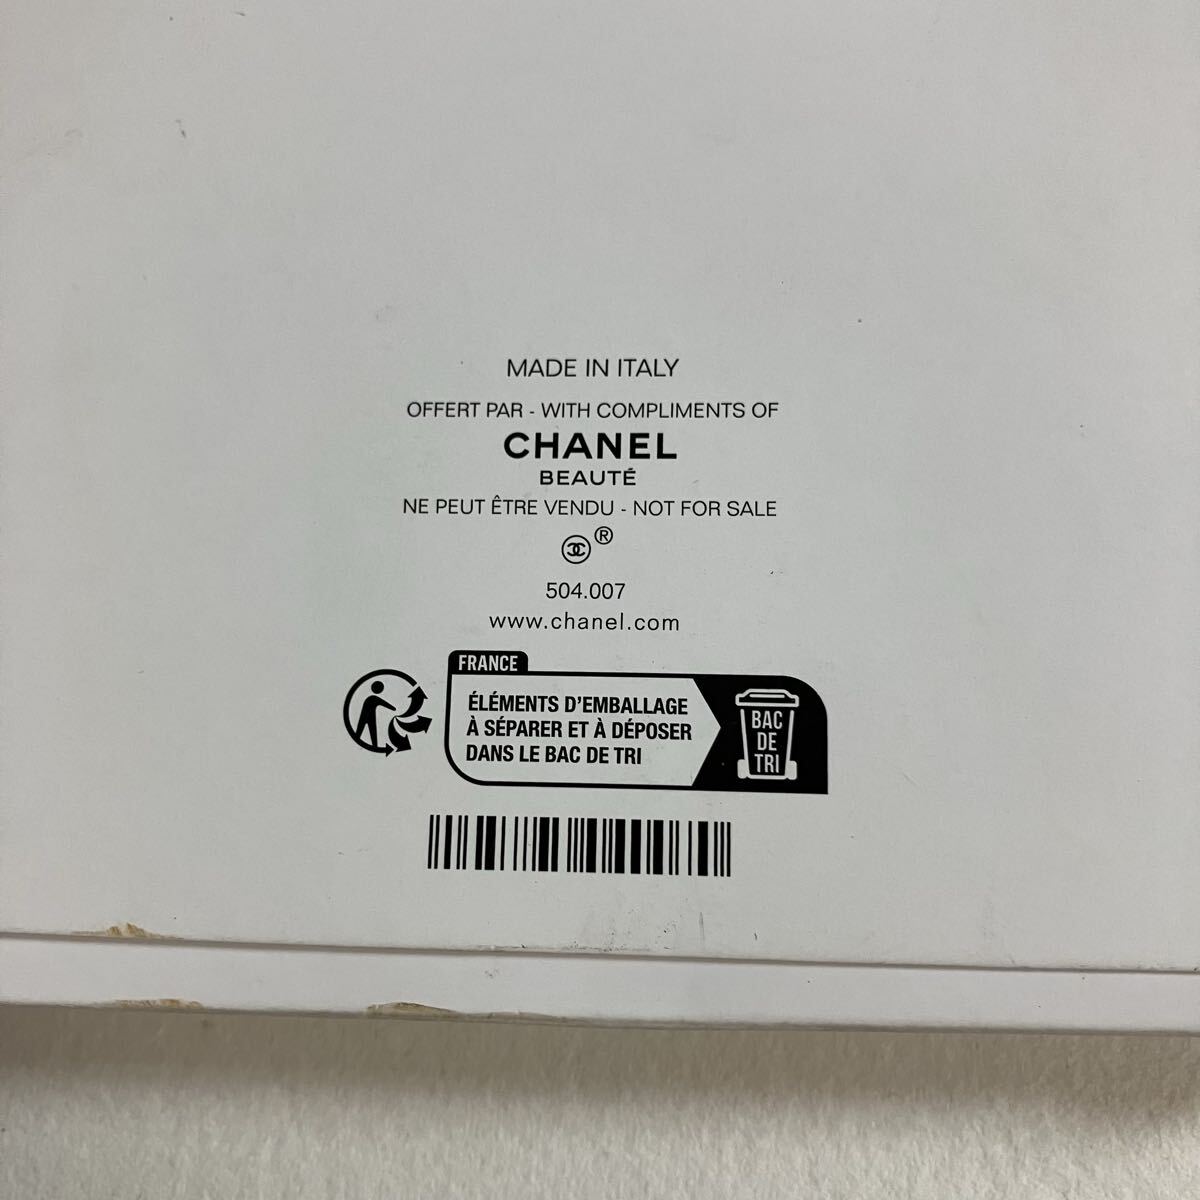 MADE IN ITALY
OFFERT PAR - WITH COMPLIMENTS OF
CHANEL
BEAUTÉ
NE PEUT ÊTRE VENDU - NOT FOR SALE
®
504.007
www.chanel.com
FRANCE
ÉLÉMENTS D'EMBALLAGE
À SÉPARER ET À DÉPOSER
DANS LE BAC DE TRI
BAC
DE
TRI